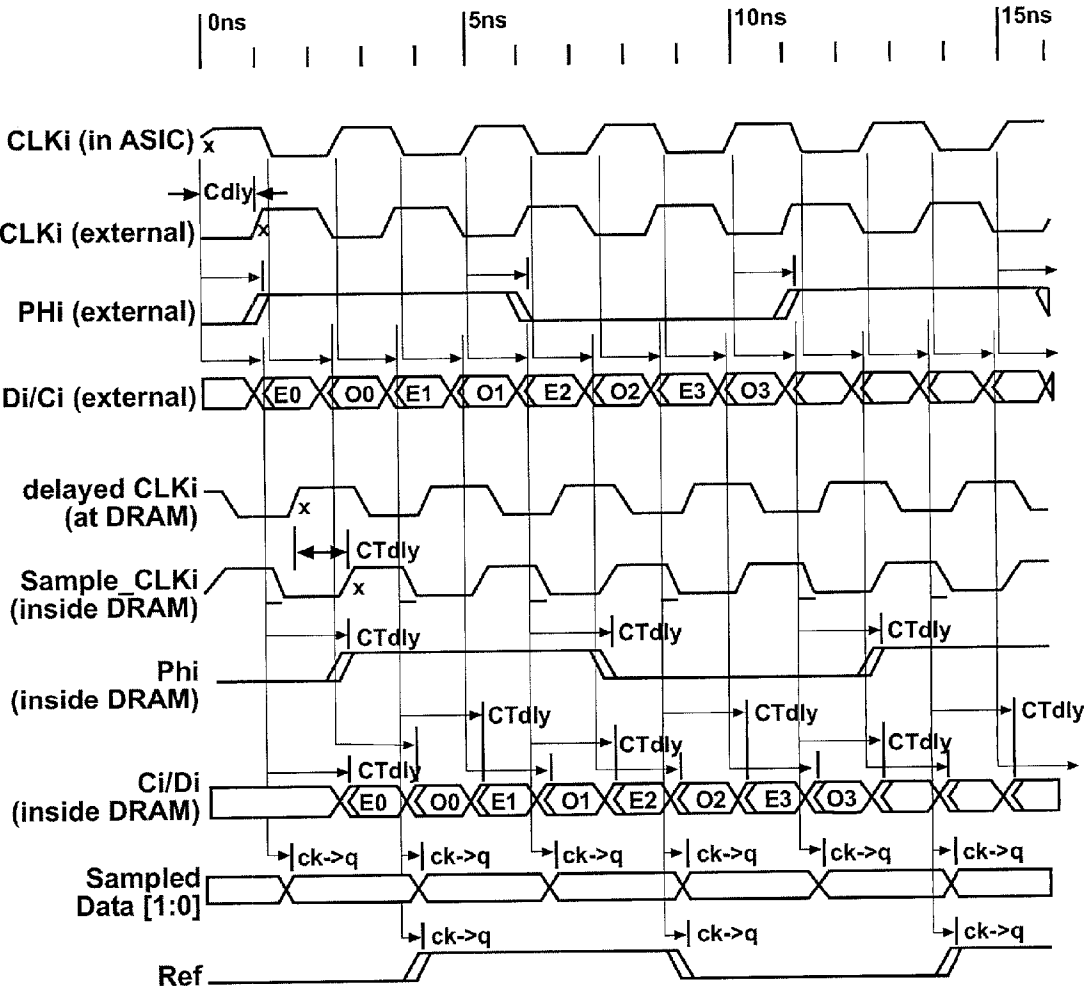 0ns 5ns 10ns 15ns
CLKi (in ASIC) x
Cdly
CLKi (external) x
PHi (external)
Di/Ci (external) E0 O0 E1 O1 E2 O2 E3 O3
delayed CLKi
(at DRAM) x
CTdly
Sample_CLKi
(inside DRAM) x
CTdly CTdly CTdly
Phi
(inside DRAM)
CTdly CTdly CTdly
CTdly CTdly
CTdly
Ci/Di
(inside DRAM) E0 O0 E1 O1 E2 O2 E3 O3
ck->q ck->q ck->q ck->q ck->q ck->q
Sampled
Data [1:0]
ck->q ck->q ck->q
Ref